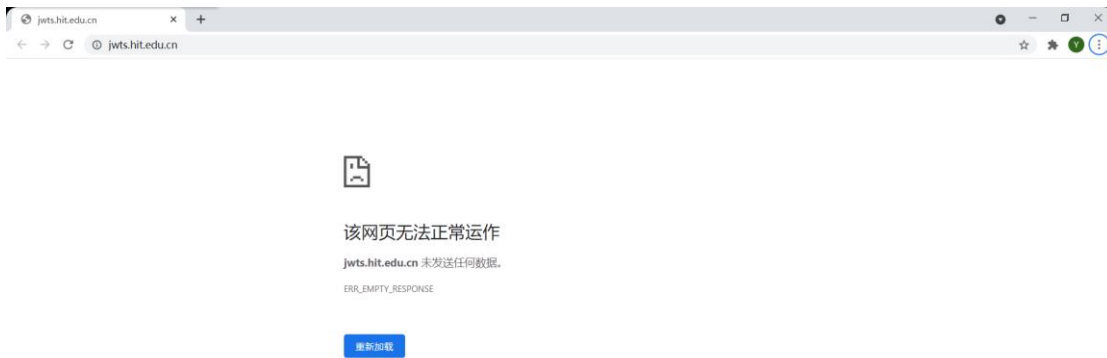 jwts.hit.edu.cn
jwts.hit.edu.cn
Y
该网页无法正常运作
jwts.hit.edu.cn 未发送任何数据。
ERR_EMPTY_RESPONSE
重新加载